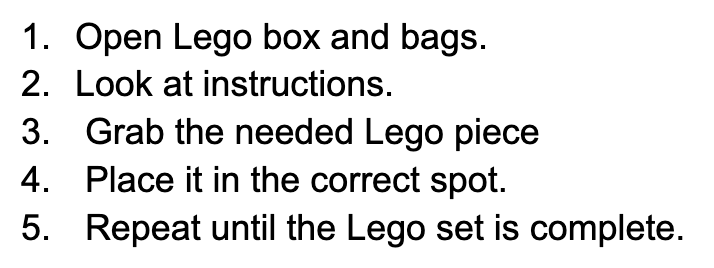 1. Open Lego box and bags.
2. Look at instructions.
3. Grab the needed Lego piece
4. Place it in the correct spot.
5. Repeat until the Lego set is complete.